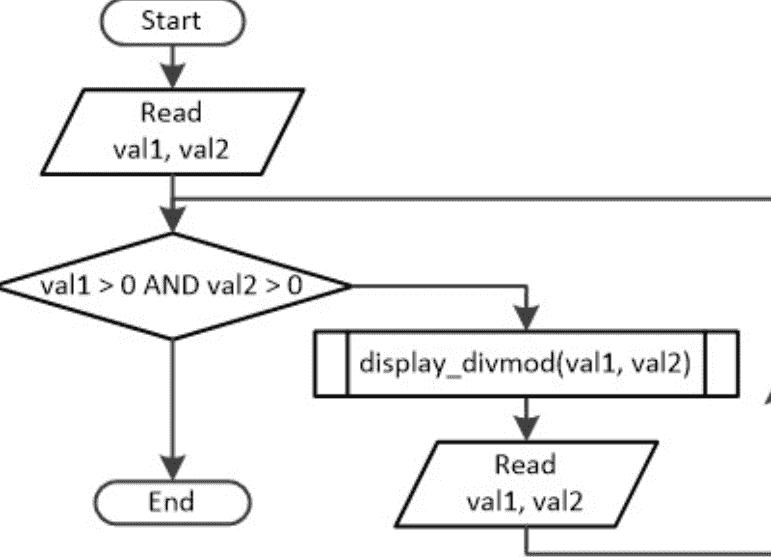 Start
Read
val1, val2
val1 > 0 AND val2 > 0
display_divmod(val1, val2)
Read
val1, val2
End